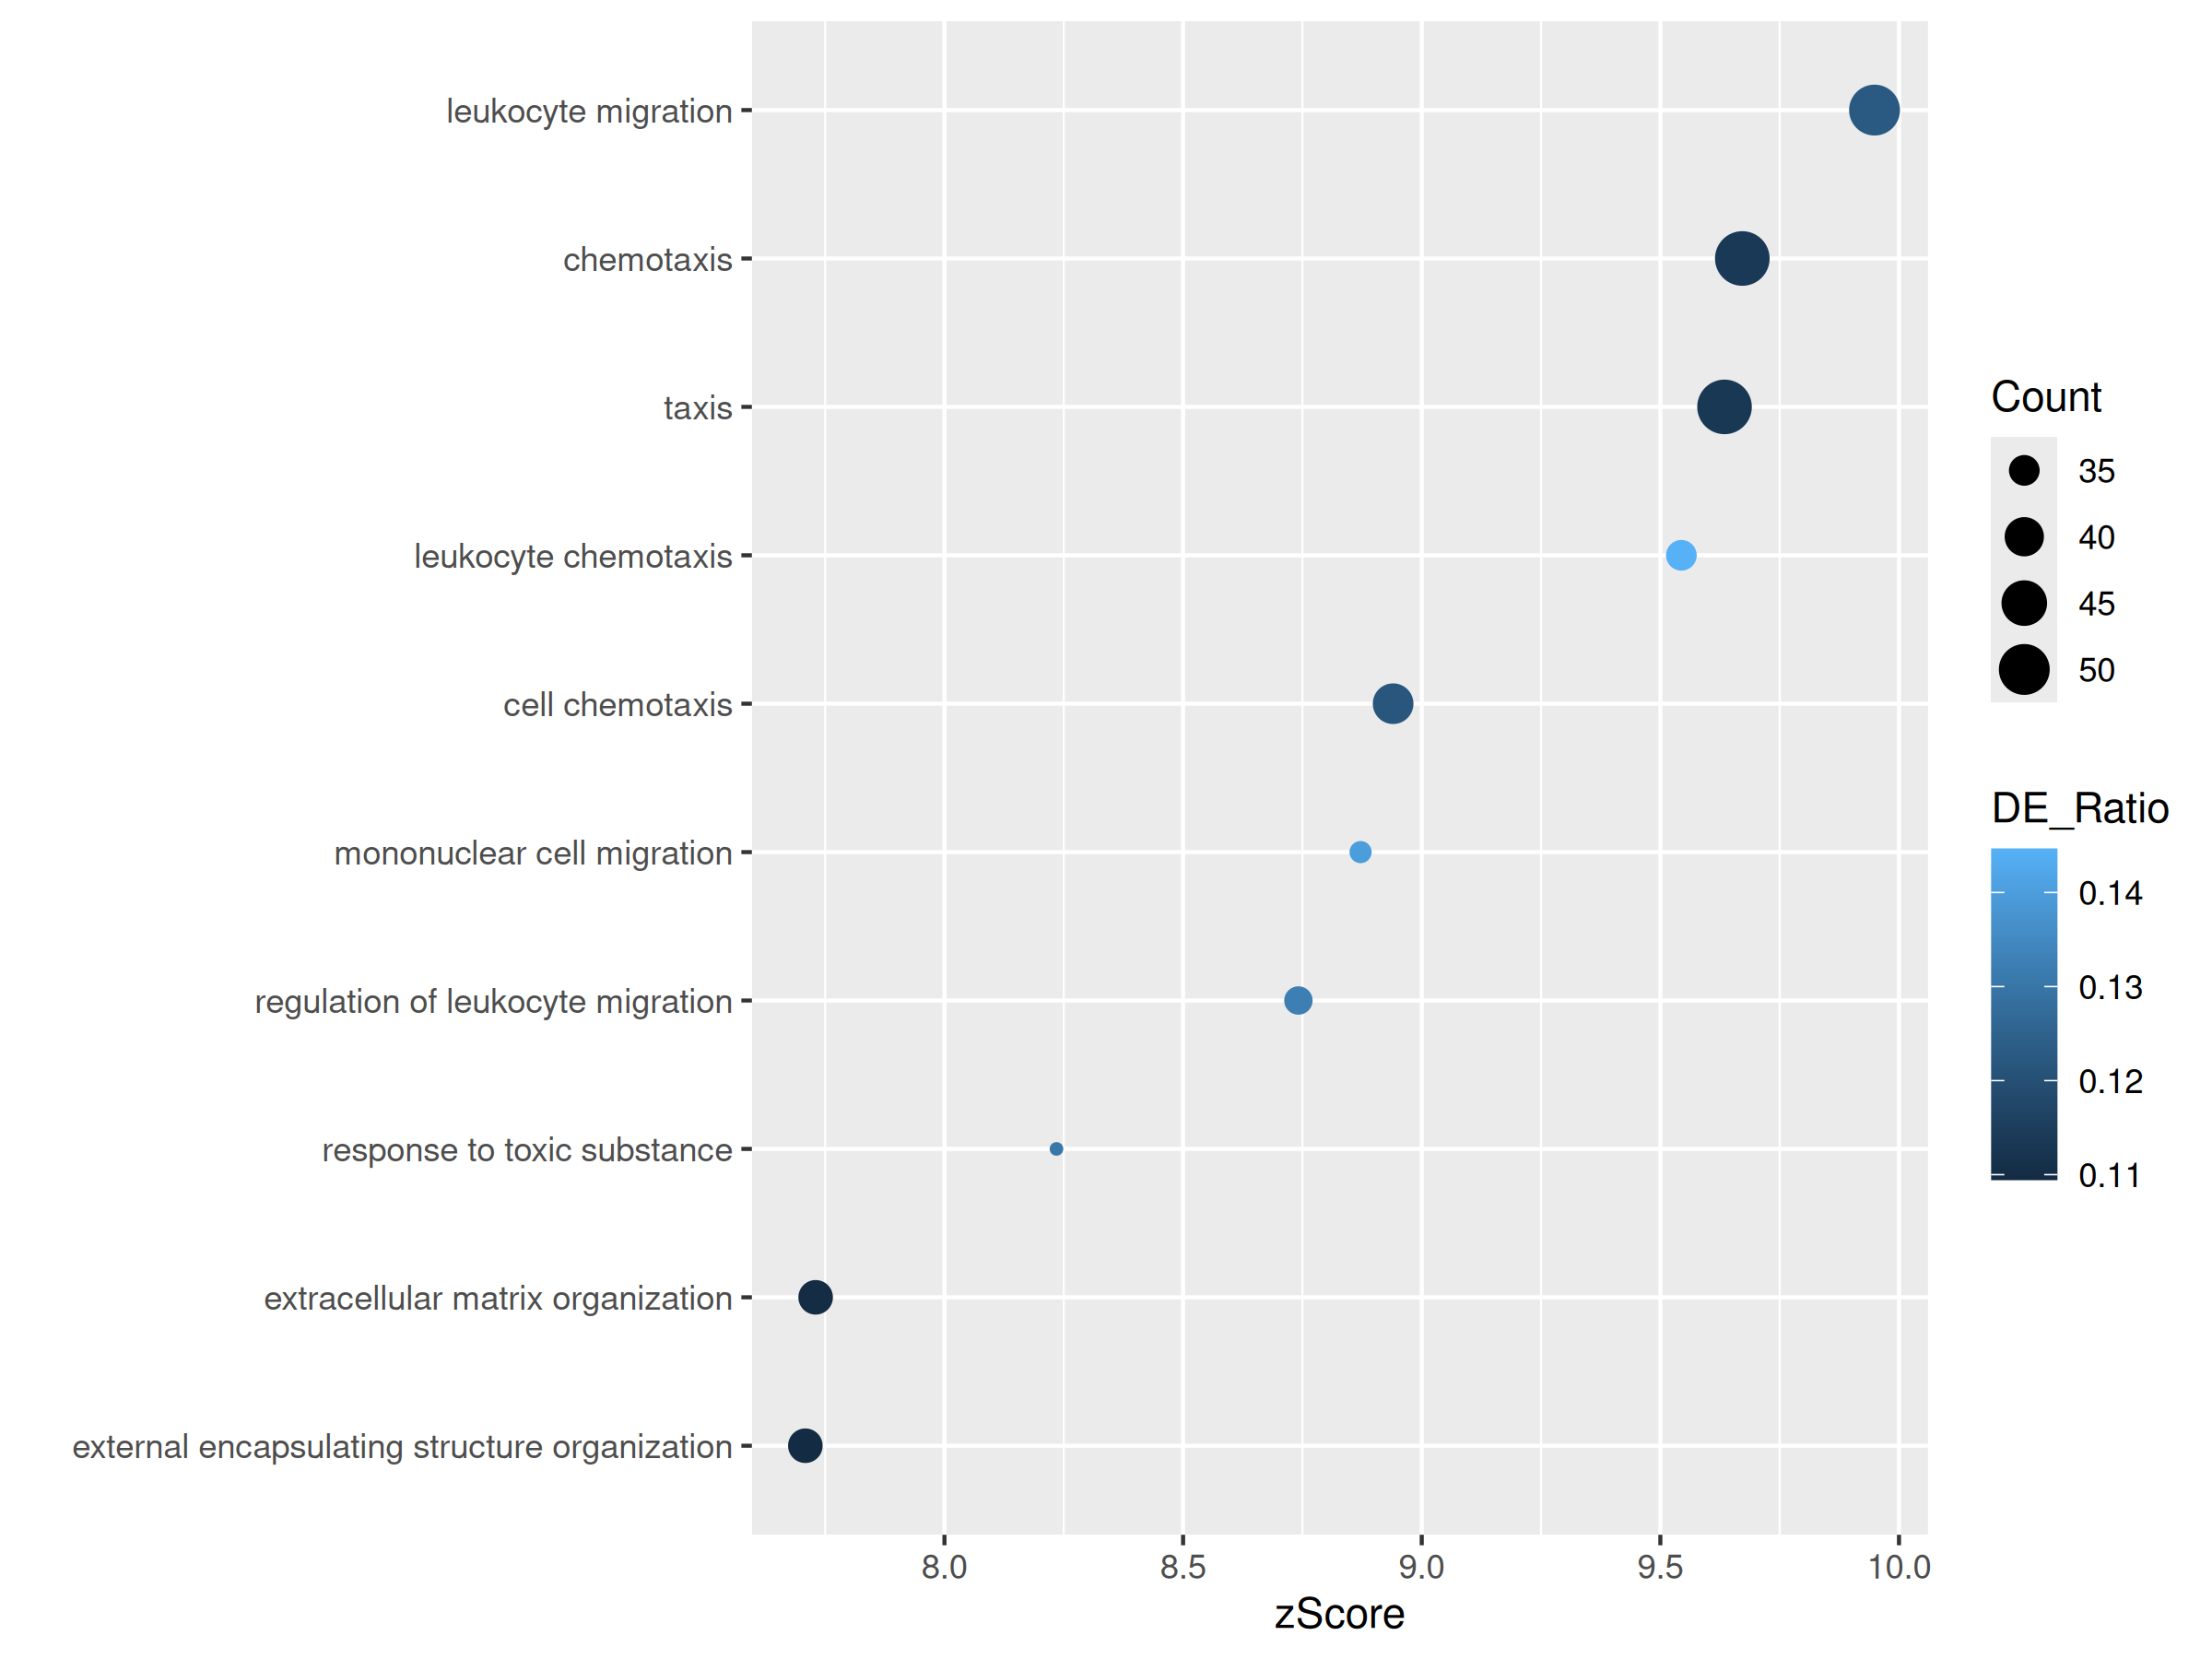 leukocyte migration
chemotaxis
taxis
leukocyte chemotaxis
cell chemotaxis
mononuclear cell migration
regulation of leukocyte migration
response to toxic substance
extracellular matrix organization
external encapsulating structure organization
8.0 8.5 9.0 9.5 10.0
zScore
Count
35
40
45
50
DE_Ratio
0.14
0.13
0.12
0.11